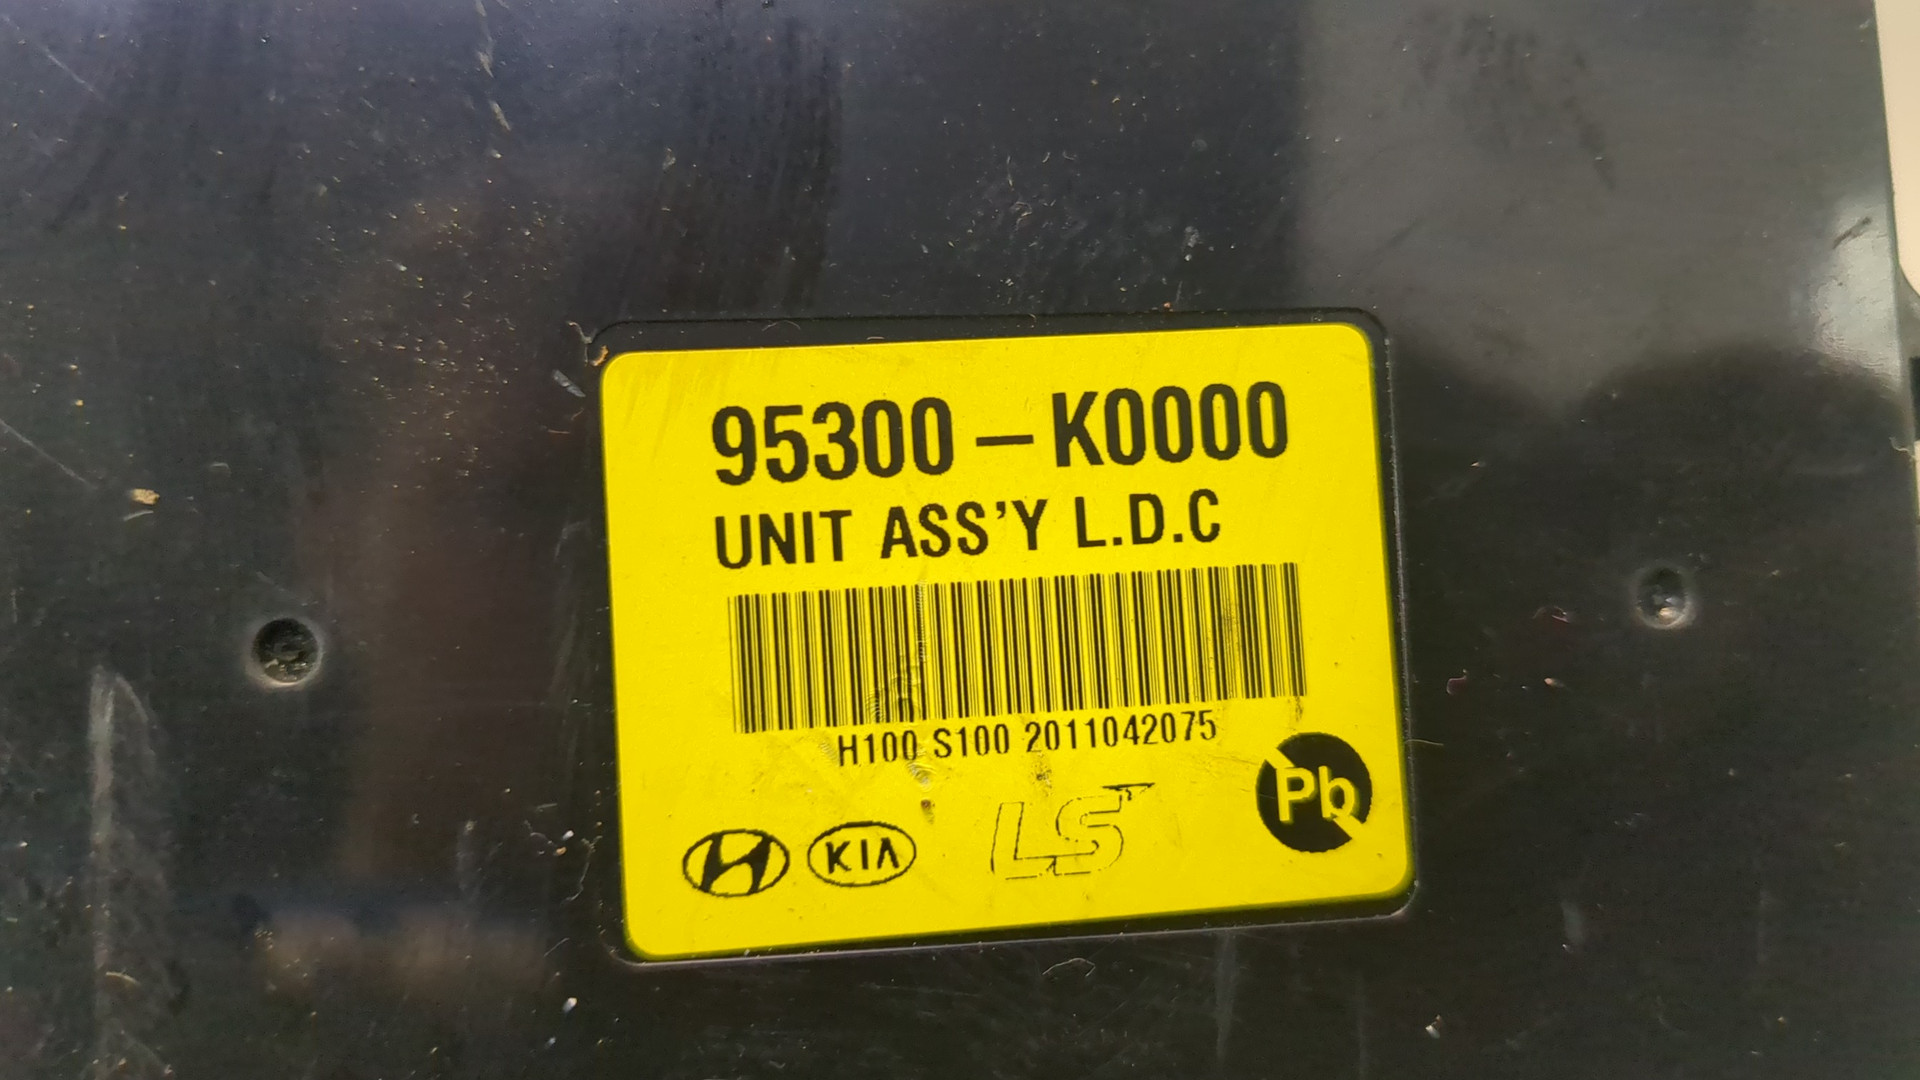 95300-K0000
UNIT ASS'Y L.D.C
H100 S100 2011042075
KIA LS Pb